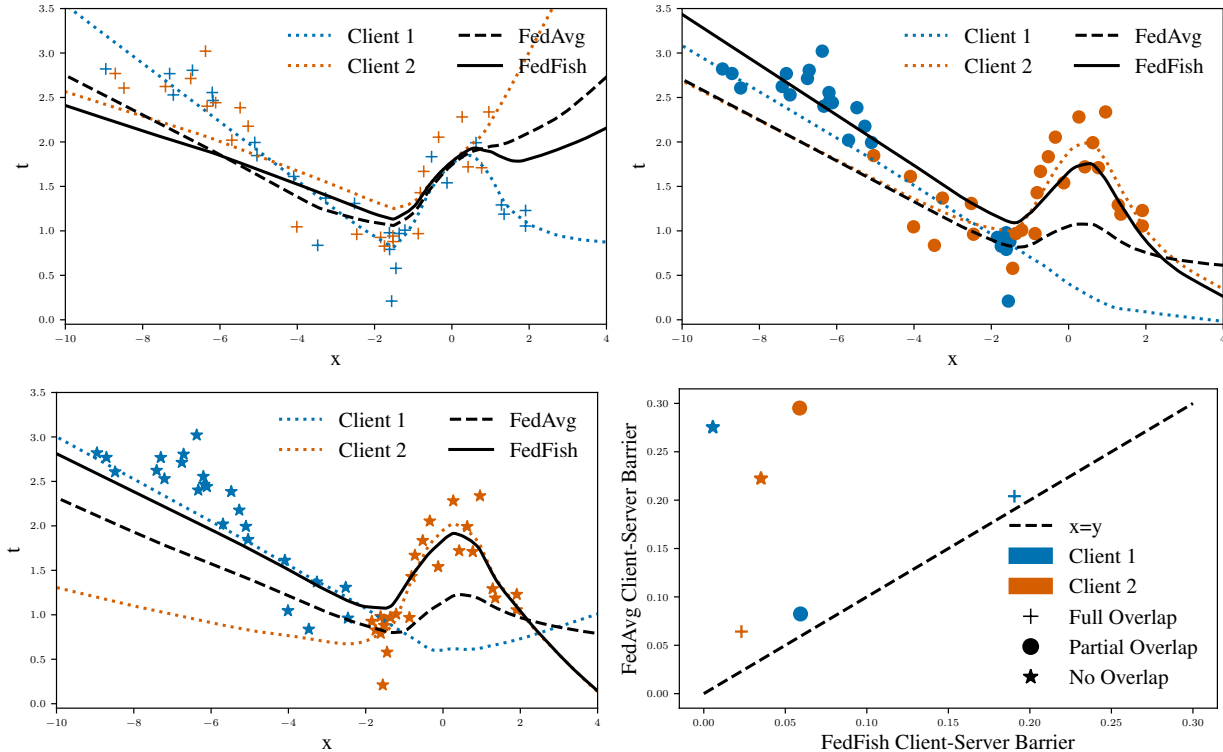 3.5
3.0
2.5
2.0
1.5
1.0
0.5
0.0
t
−10
−8
−6
−4
−2
0
2
4
x
Client 1
Client 2
FedAvg
FedFish
3.5
3.0
2.5
2.0
1.5
1.0
0.5
0.0
t
−10
−8
−6
−4
−2
0
2
4
x
Client 1
Client 2
FedAvg
FedFish
3.5
3.0
2.5
2.0
1.5
1.0
0.5
0.0
t
−10
−8
−6
−4
−2
0
2
4
x
Client 1
Client 2
FedAvg
FedFish
0.30
0.25
0.20
0.15
0.10
0.05
0.00
FedAvg Client-Server Barrier
0.00
0.05
0.10
0.15
0.20
0.25
0.30
FedFish Client-Server Barrier
x=y
Client 1
Client 2
Full Overlap
Partial Overlap
No Overlap